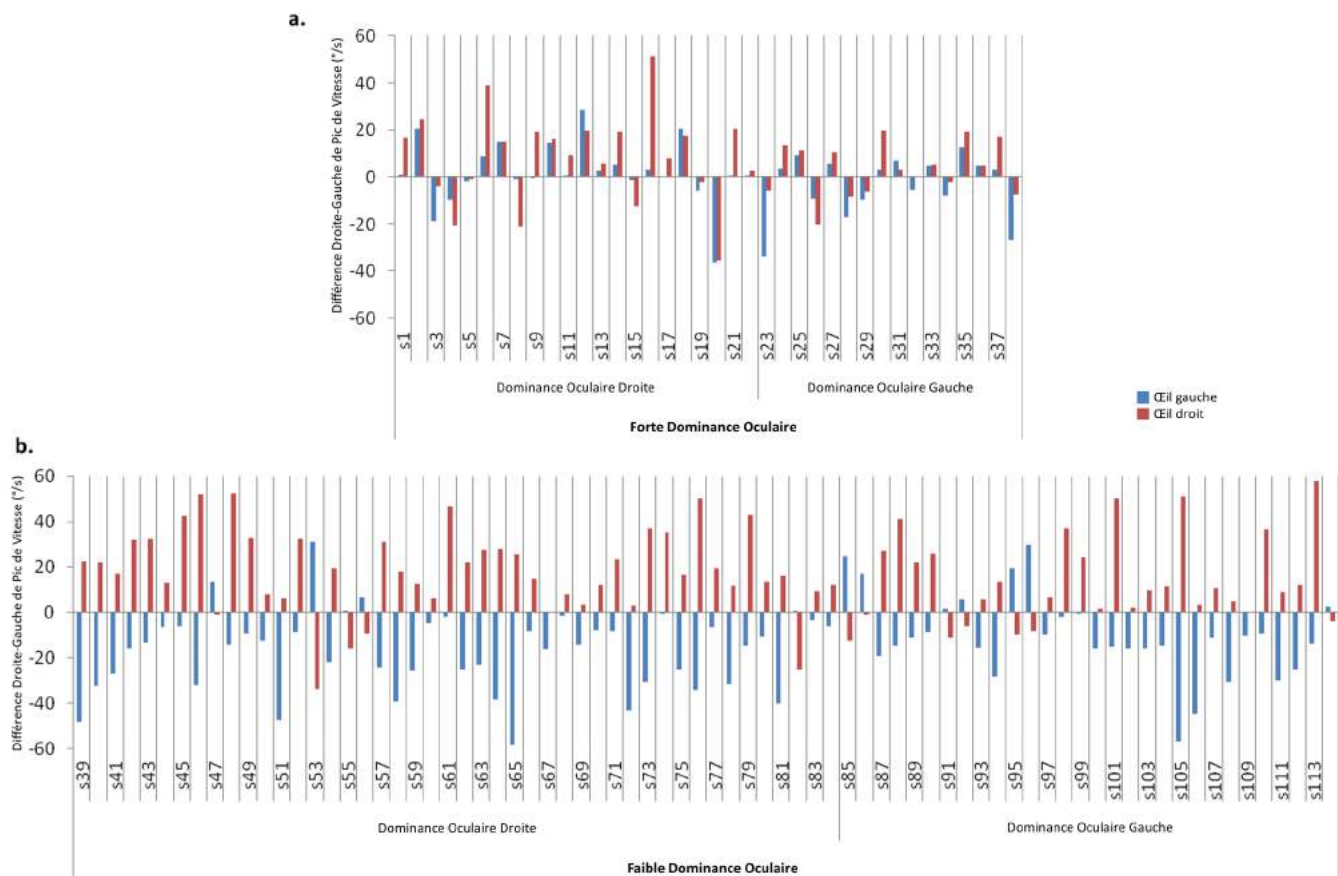 a.
Différence Droite-Gauche de Pic de Vitesse (°/s)
60
40
20
0
-20
-40
-60
s1 s3 s5 s7 s9 s11 s13 s15 s17 s19 s21 s23 s25 s27 s29 s31 s33 s35 s37
Dominance Oculaire Droite Dominance Oculaire Gauche
Forte Dominance Oculaire
Œil gauche
Œil droit
b.
Différence Droite-Gauche de Pic de Vitesse (°/s)
60
40
20
0
-20
-40
-60
s39 s41 s43 s45 s47 s49 s51 s53 s55 s57 s59 s61 s63 s65 s67 s69 s71 s73 s75 s77 s79 s81 s83 s85 s87 s89 s91 s93 s95 s97 s99 s101 s103 s105 s107 s109 s111 s113
Dominance Oculaire Droite Dominance Oculaire Gauche
Faible Dominance Oculaire